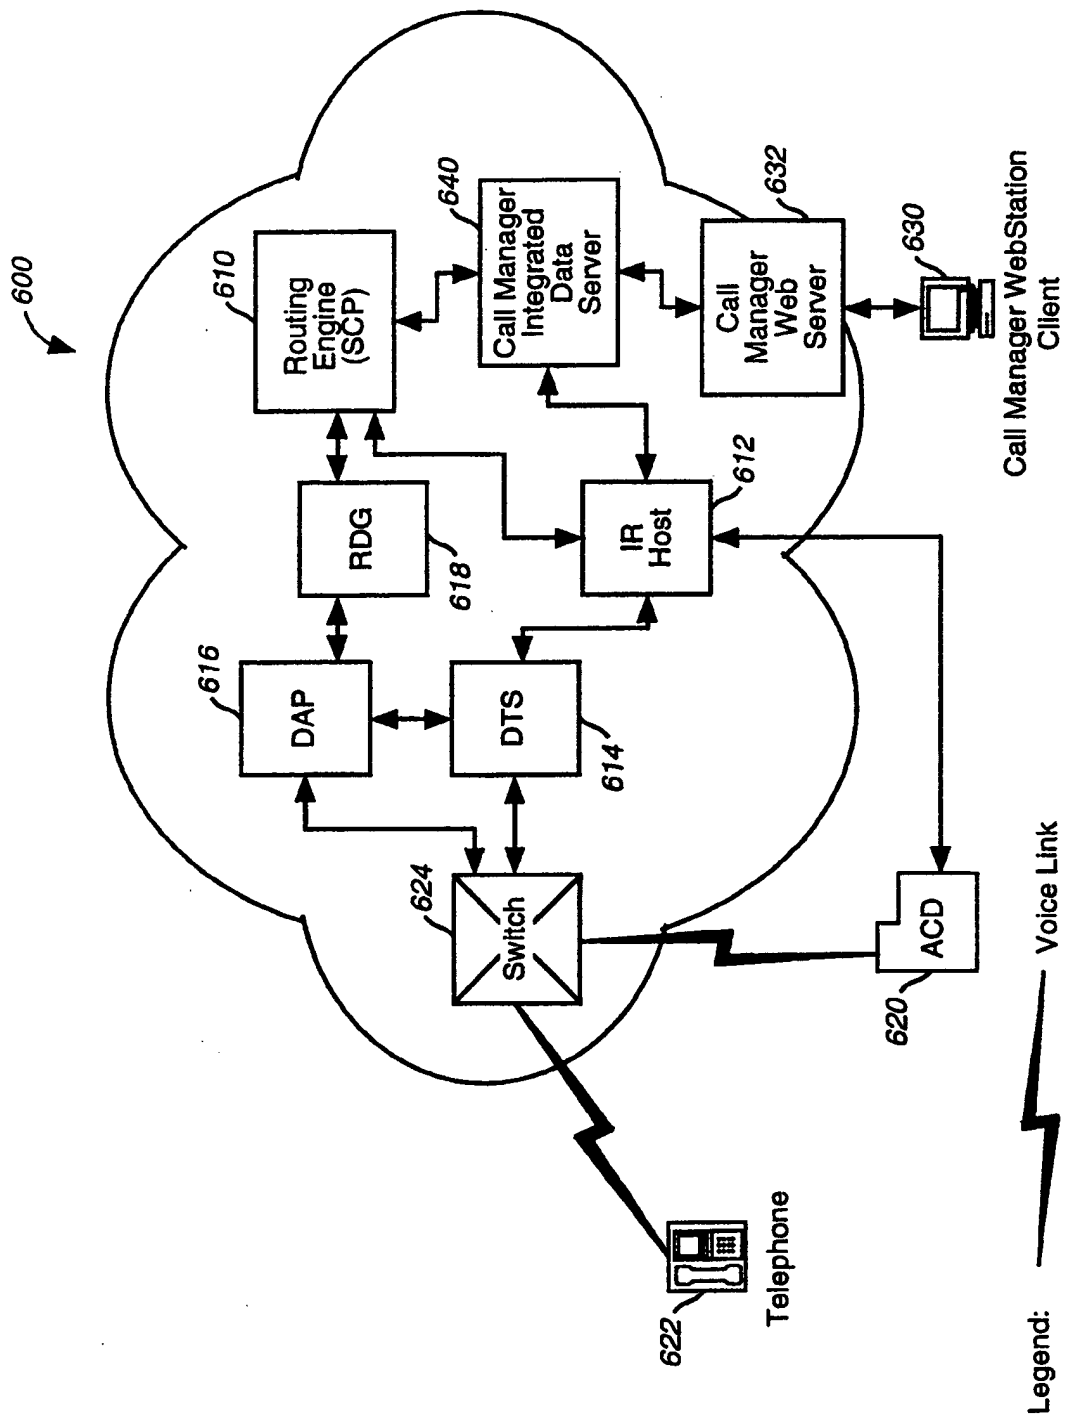 600
610
Routing
Engine
(SCP)
640
Call Manager
Integrated
Data
Server
632
Call
Manager
Web
Server
630
Call Manager WebStation
Client
RDG
618
IR
Host
612
616
DAP
DTS
614
624
Switch
ACD
620
622
Telephone
Legend:
Voice Link